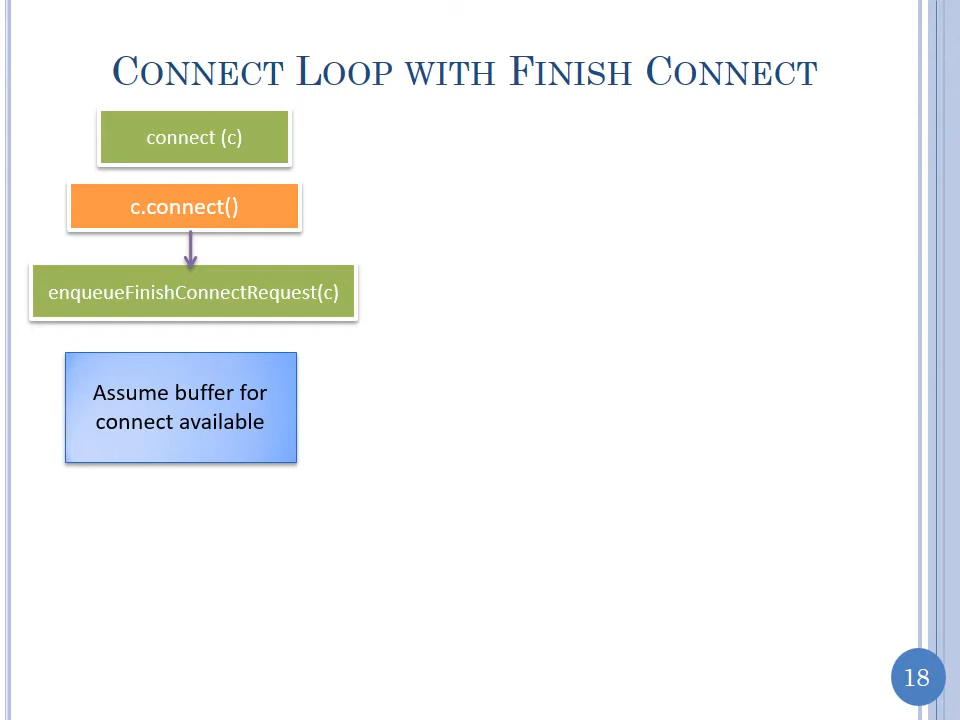 CONNECT LOOP WITH FINISH CONNECT
connect (c)
c.connect()
enqueueFinishConnectRequest(c)
Assume buffer for
connect available
18